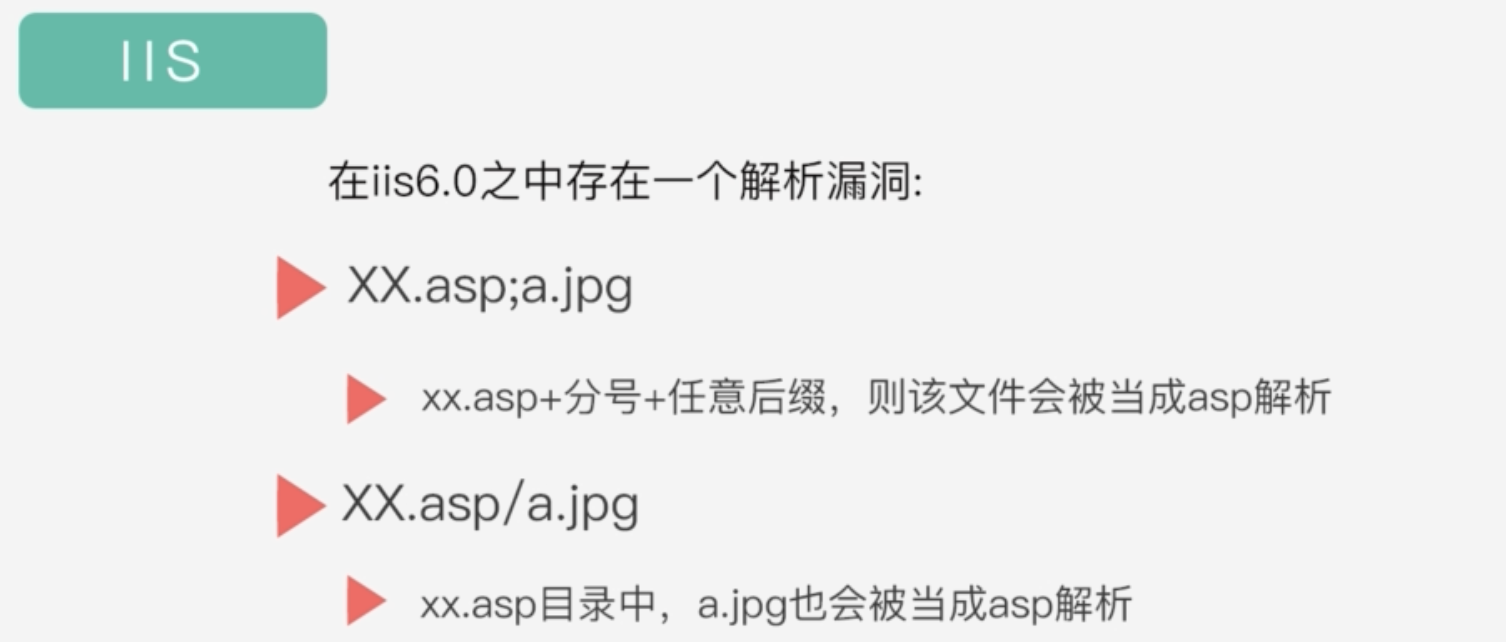 IIS
在iis6.0之中存在一个解析漏洞:
XX.asp;a.jpg
xx.asp+分号+任意后缀，则该文件会被当成asp解析
XX.asp/a.jpg
xx.asp目录中，a.jpg也会被当成asp解析